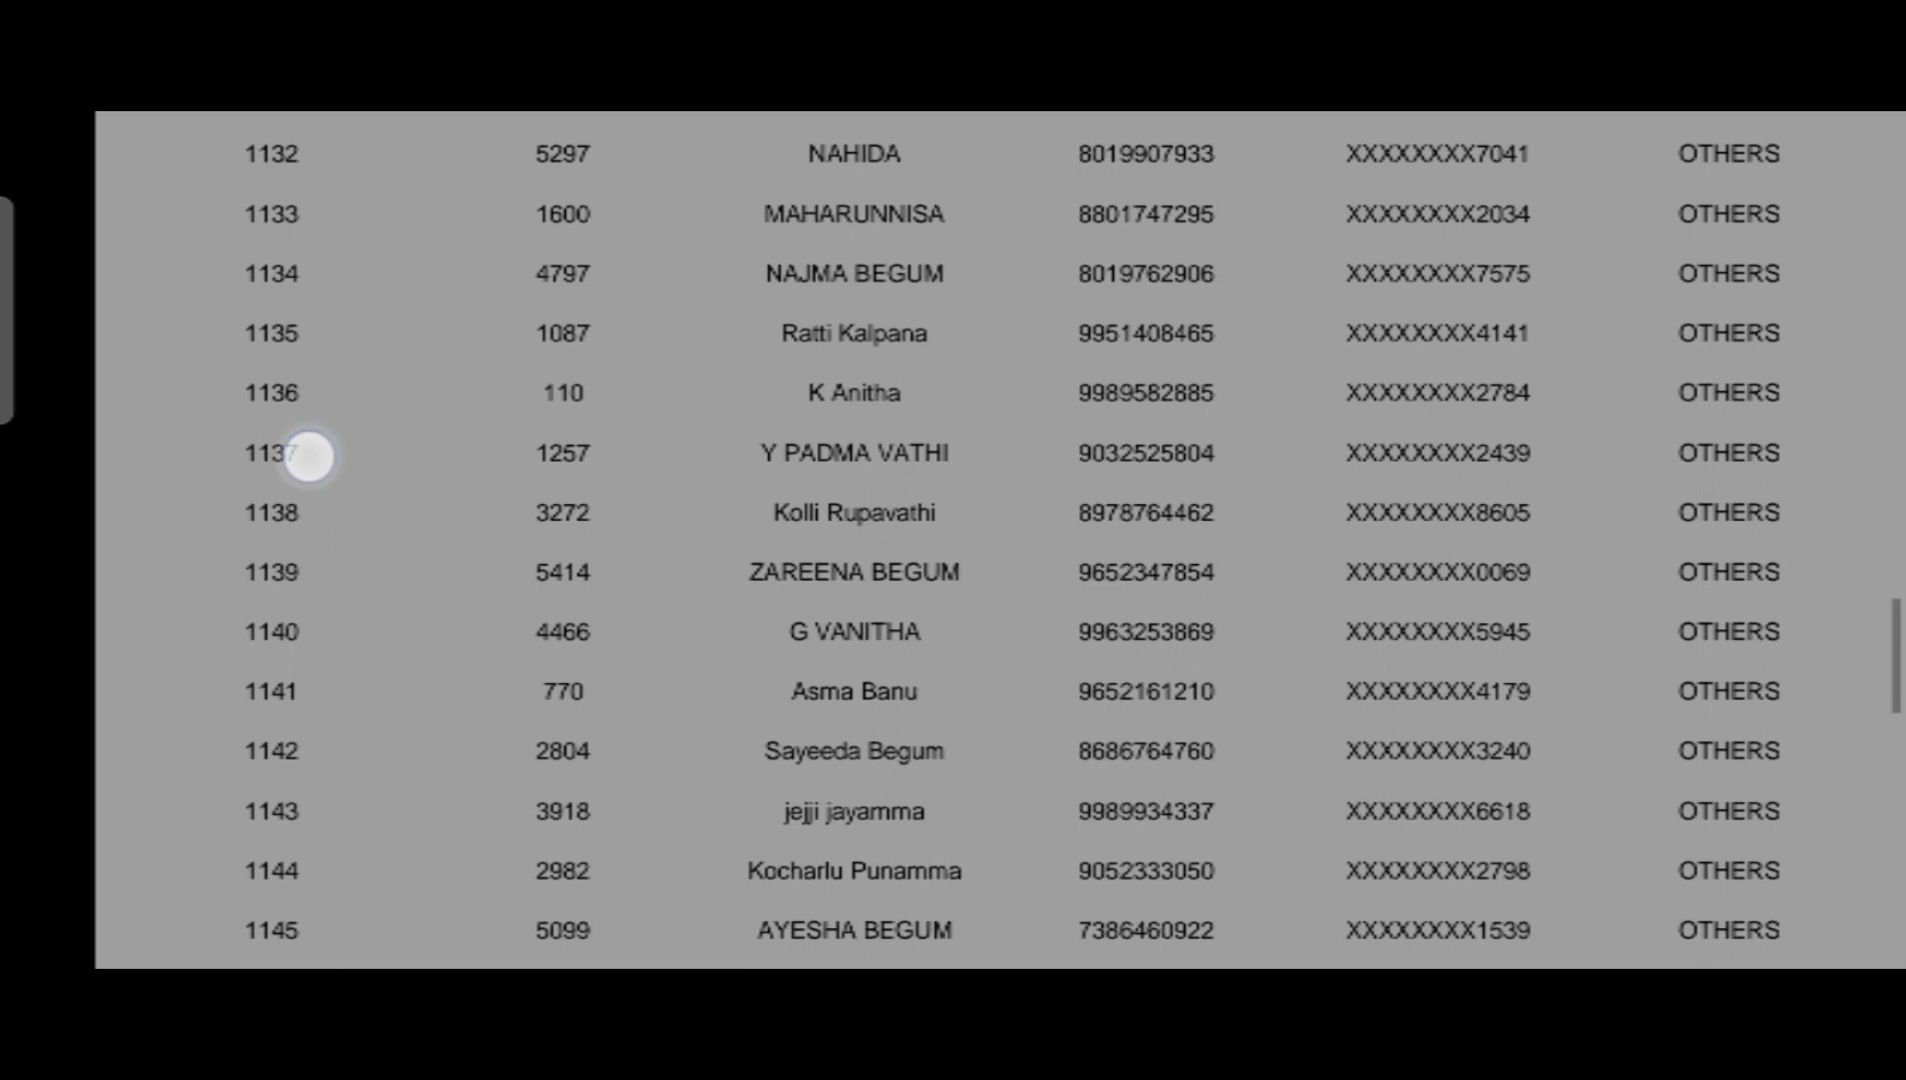 1132 5297 NAHIDA 8019907933 XXXXXXXX7041 OTHERS
1133 1600 MAHARUNNISA 8801747295 XXXXXXXX2034 OTHERS
1134 4797 NAJMA BEGUM 8019762906 XXXXXXXX7575 OTHERS
1135 1087 Ratti Kalpana 9951408465 XXXXXXXX4141 OTHERS
1136 110 K Anitha 9989582885 XXXXXXXX2784 OTHERS
1137 1257 Y PADMA VATHI 9032525804 XXXXXXXX2439 OTHERS
1138 3272 Kolli Rupavathi 8978764462 XXXXXXXX8605 OTHERS
1139 5414 ZAREENA BEGUM 9652347854 XXXXXXXX0069 OTHERS
1140 4466 G VANITHA 9963253869 XXXXXXXX5945 OTHERS
1141 770 Asma Banu 9652161210 XXXXXXXX4179 OTHERS
1142 2804 Sayeeda Begum 8686764760 XXXXXXXX3240 OTHERS
1143 3918 jejji jayamma 9989934337 XXXXXXXX6618 OTHERS
1144 2982 Kocharlu Punamma 9052333050 XXXXXXXX2798 OTHERS
1145 5099 AYESHA BEGUM 7386460922 XXXXXXXX1539 OTHERS